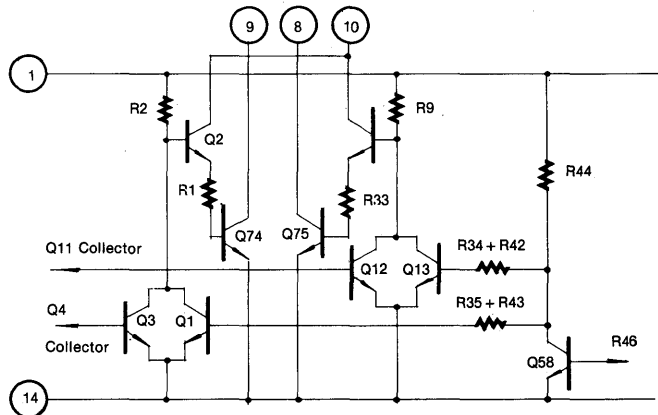 9 8 10
1
R2 R9
Q2
R44
R1 R33
Q74 Q75
Q11 Collector
Q12 Q13 R34 + R42
Q4 R35 + R43
Q3 Q1 R46
Collector
Q58
14